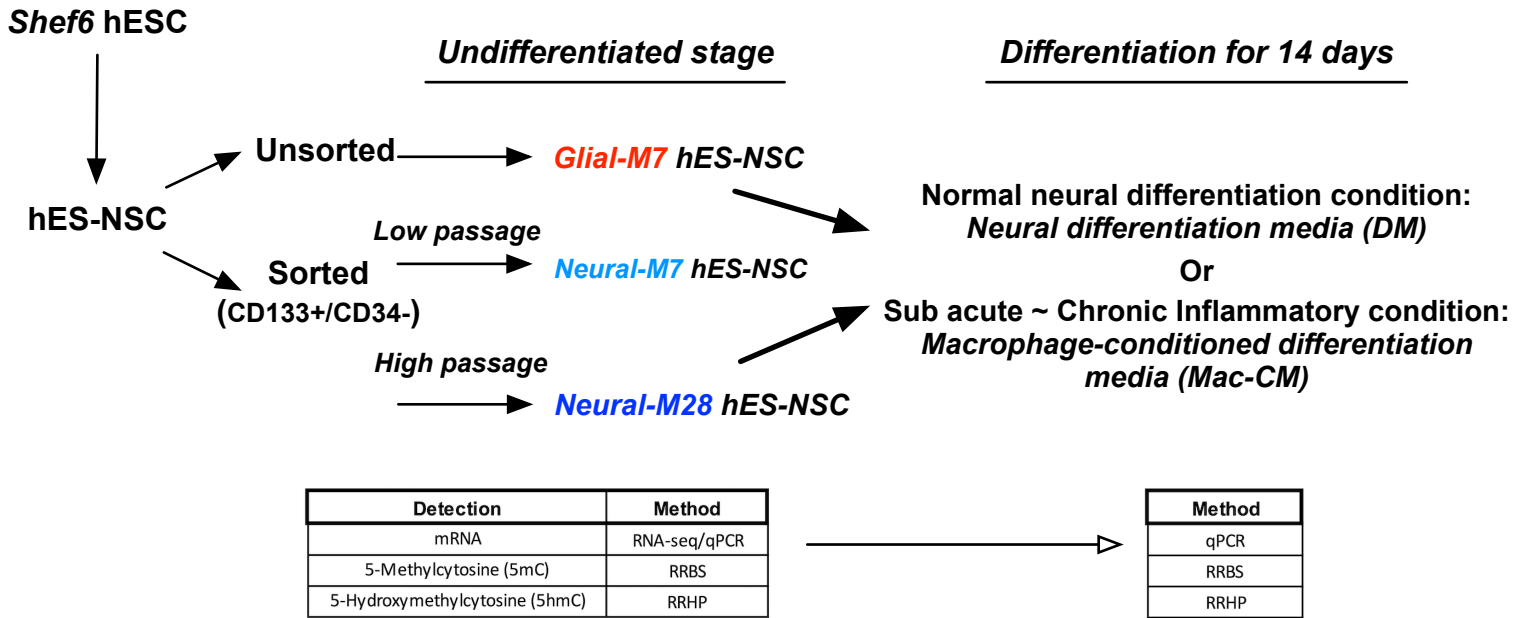 Shef6 hESC
Undifferentiated stage
Differentiation for 14 days
hES-NSC
Unsorted
Glial-M7 hES-NSC
Low passage
Sorted
(CD133+/CD34-)
Neural-M7 hES-NSC
High passage
Neural-M28 hES-NSC
Normal neural differentiation condition:
Neural differentiation media (DM)
Or
Sub acute ~ Chronic Inflammatory condition:
Macrophage-conditioned differentiation
media (Mac-CM)
Detection Method
mRNA RNA-seq/qPCR
5-Methylcytosine (5mC) RRBS
5-Hydroxymethylcytosine (5hmC) RRHP
Method
qPCR
RRBS
RRHP